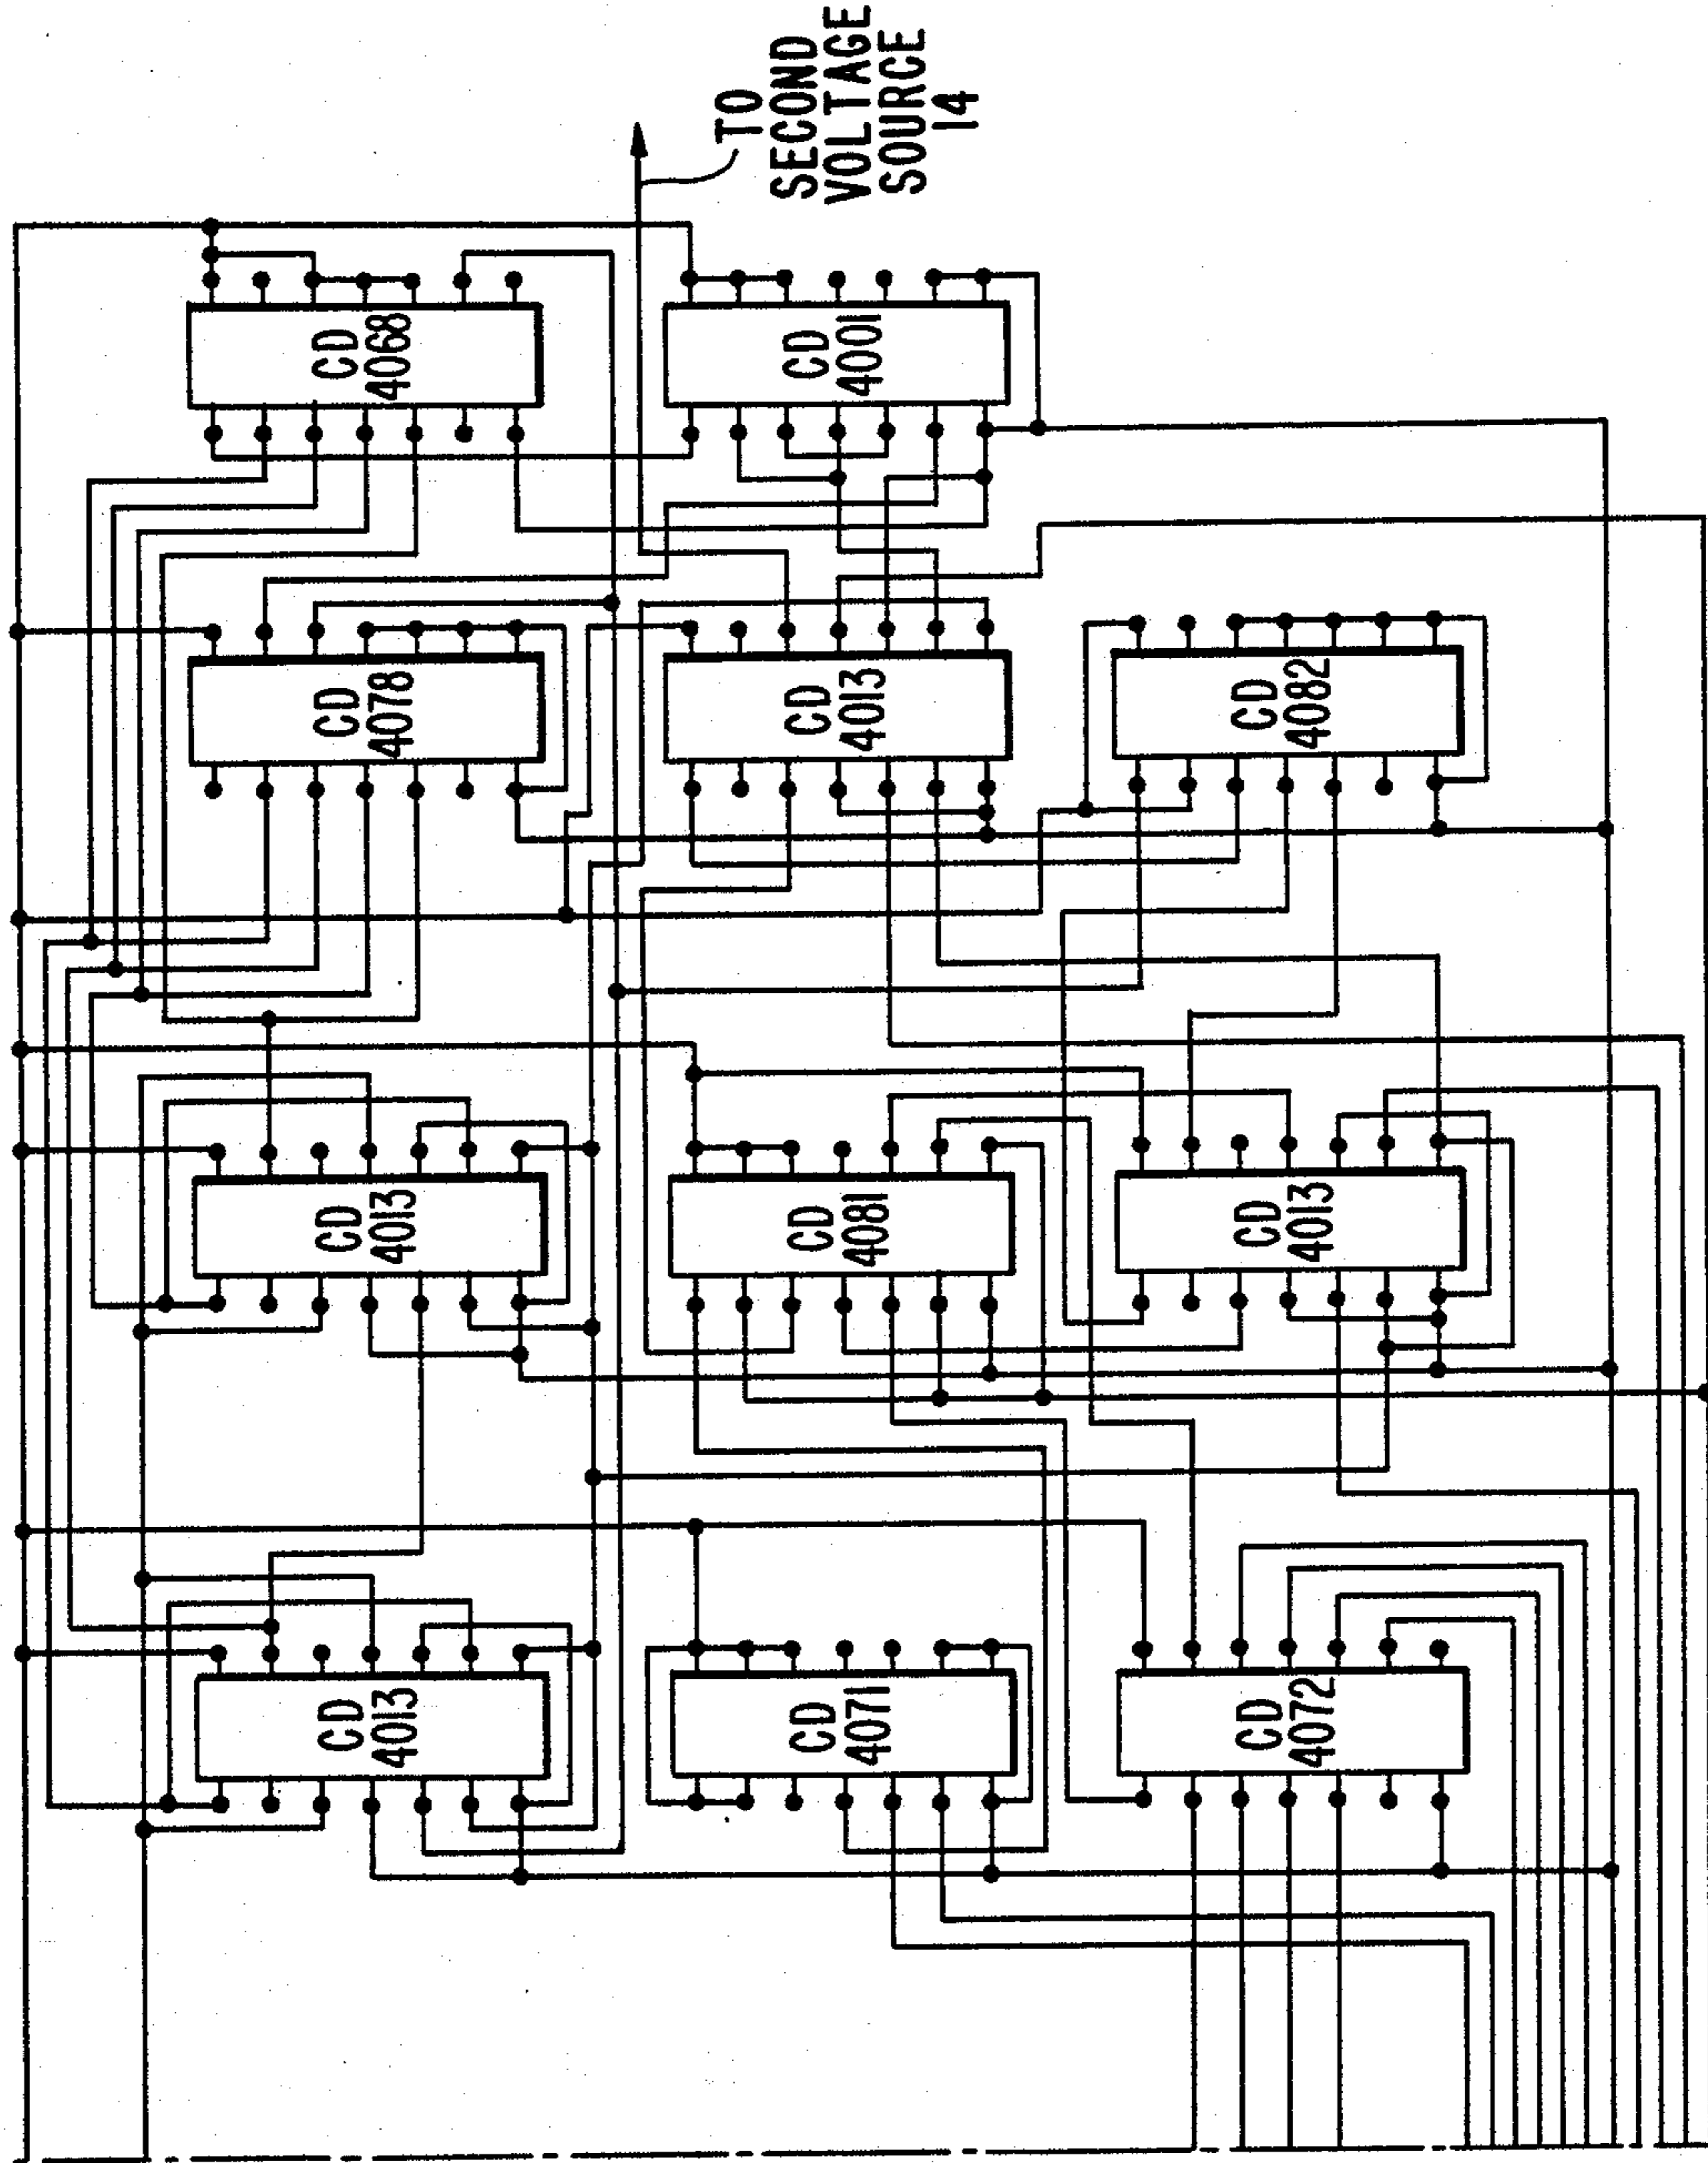 TO
SECOND
VOLTAGE
SOURCE
14
CD
4068
CD
4001
CD
4078
CD
4013
CD
4082
CD
4013
CD
4081
CD
4013
CD
4013
CD
4071
CD
4072